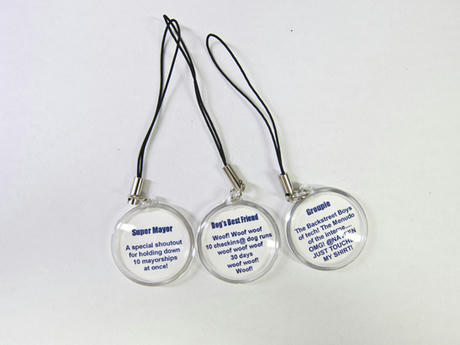 Super Mayor
A special shoutout
for holding down
10 mayorships
at once!
Dog's Best Friend
Woof! Woof woof
10 checkins@ dog runs
woof woof woof
30 days
woof woof!
Woof!
Groupie
The Backstreet Boys
of tech! The Menudo
of the interne...
OMG!
JUST TOUCHE
MY SHIRT!